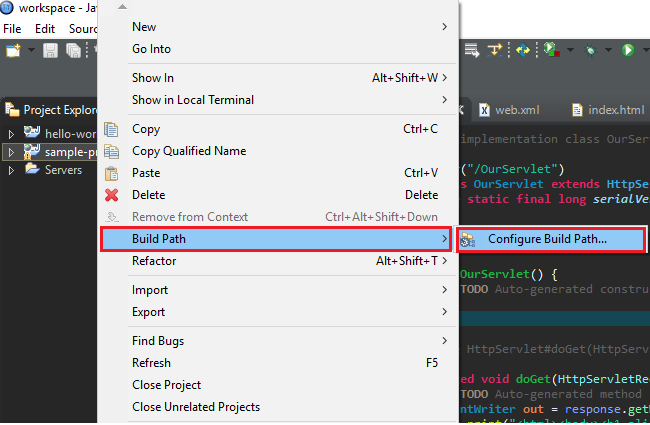 workspace - Ja
File Edit Sourc
Project Explore
hello-wor
sample-pr
Servers
New
Go Into
Show In Alt+Shift+W
Show in Local Terminal
Copy Ctrl+C
Copy Qualified Name
Paste Ctrl+V
Delete Delete
Remove from Context Ctrl+Alt+Shift+Down
Build Path
Configure Build Path...
Refactor Alt+Shift+T
Import
Export
Find Bugs
Refresh F5
Close Project
Close Unrelated Projects
web.xml index.html
implementation class OurServ
("/OurServlet")
s OurServlet extends HttpSe
static final long serialVe
OurServlet() {
TODO Auto-generated constru
HttpServlet#doGet(HttpServ
ed void doGet(HttpServletRe
TODO Auto-generated method
ntWriter out = response.get